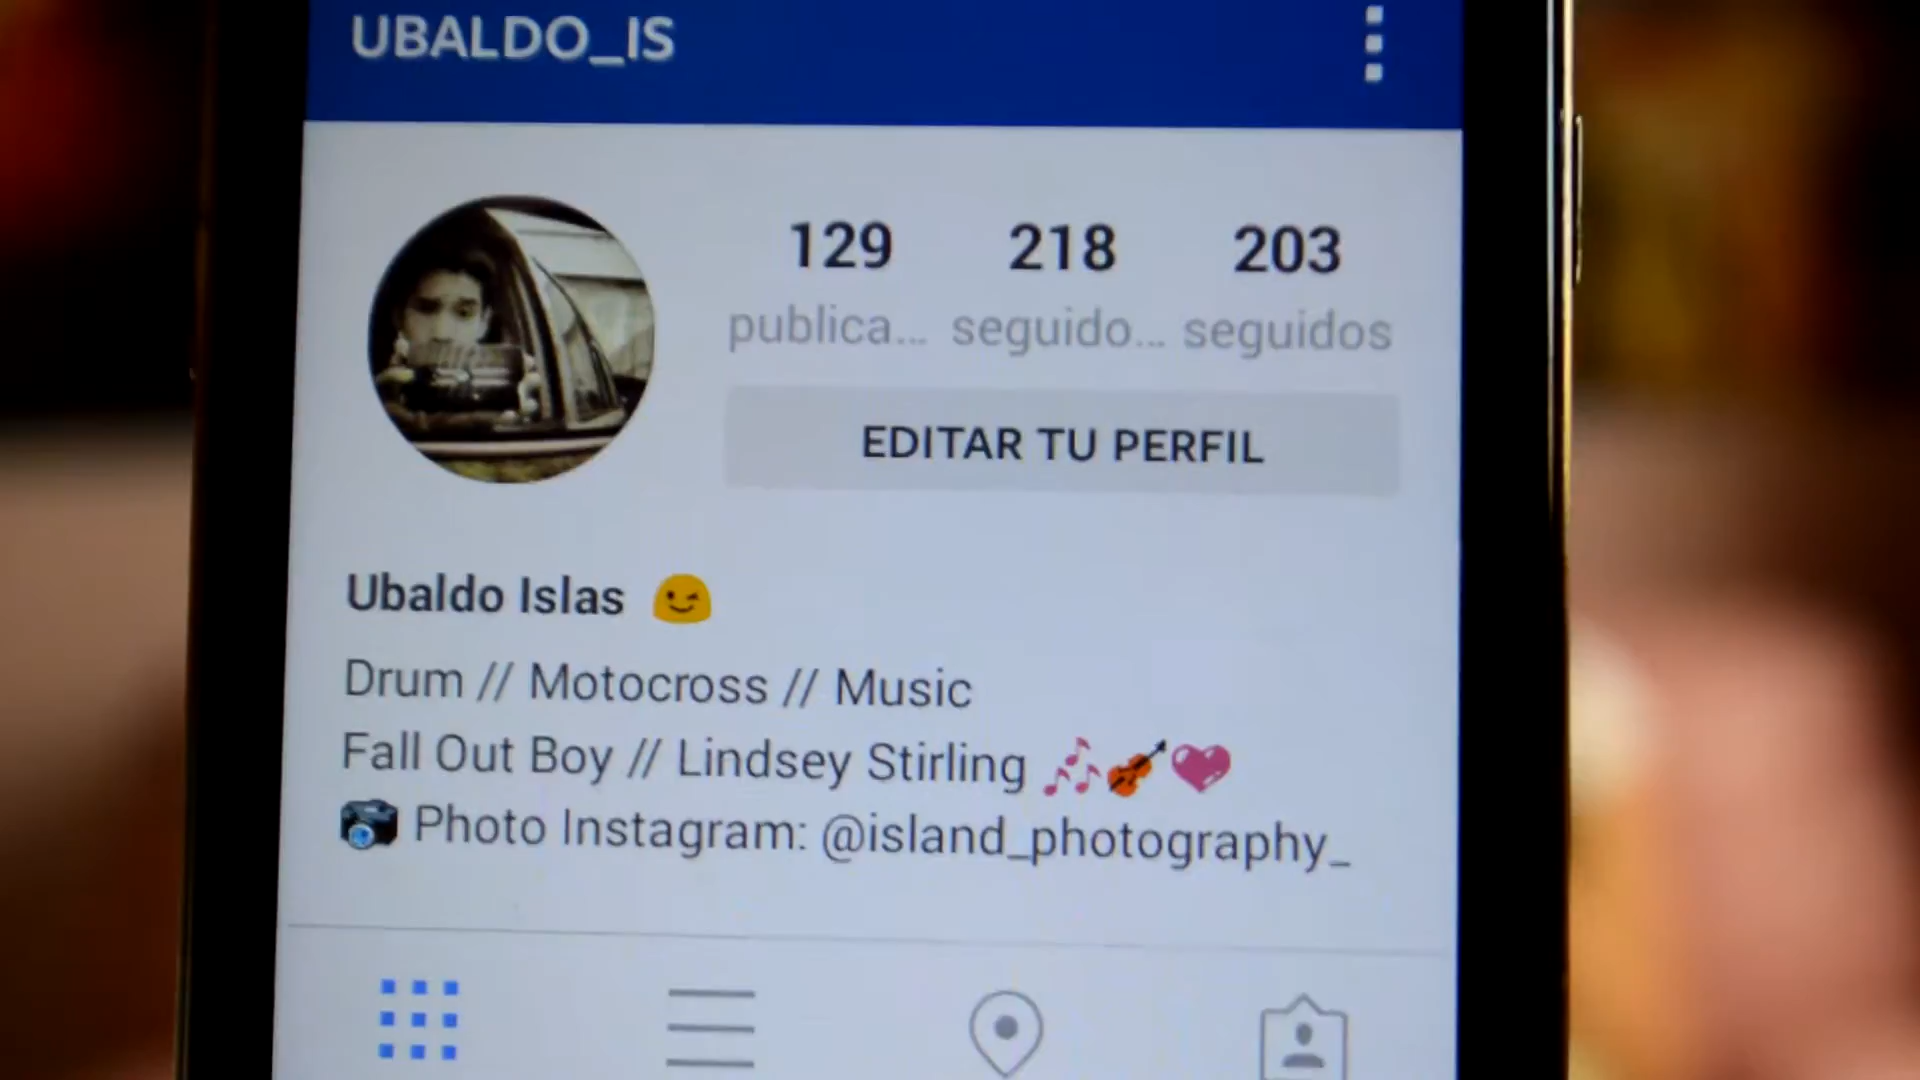 UBALDO_IS
129 218 203
publica... seguido... seguidos
EDITAR TU PERFIL
Ubaldo Islas 😉
Drum // Motocross // Music
Fall Out Boy // Lindsey Stirling 🎶🎻💖
📷 Photo Instagram: @island_photography_